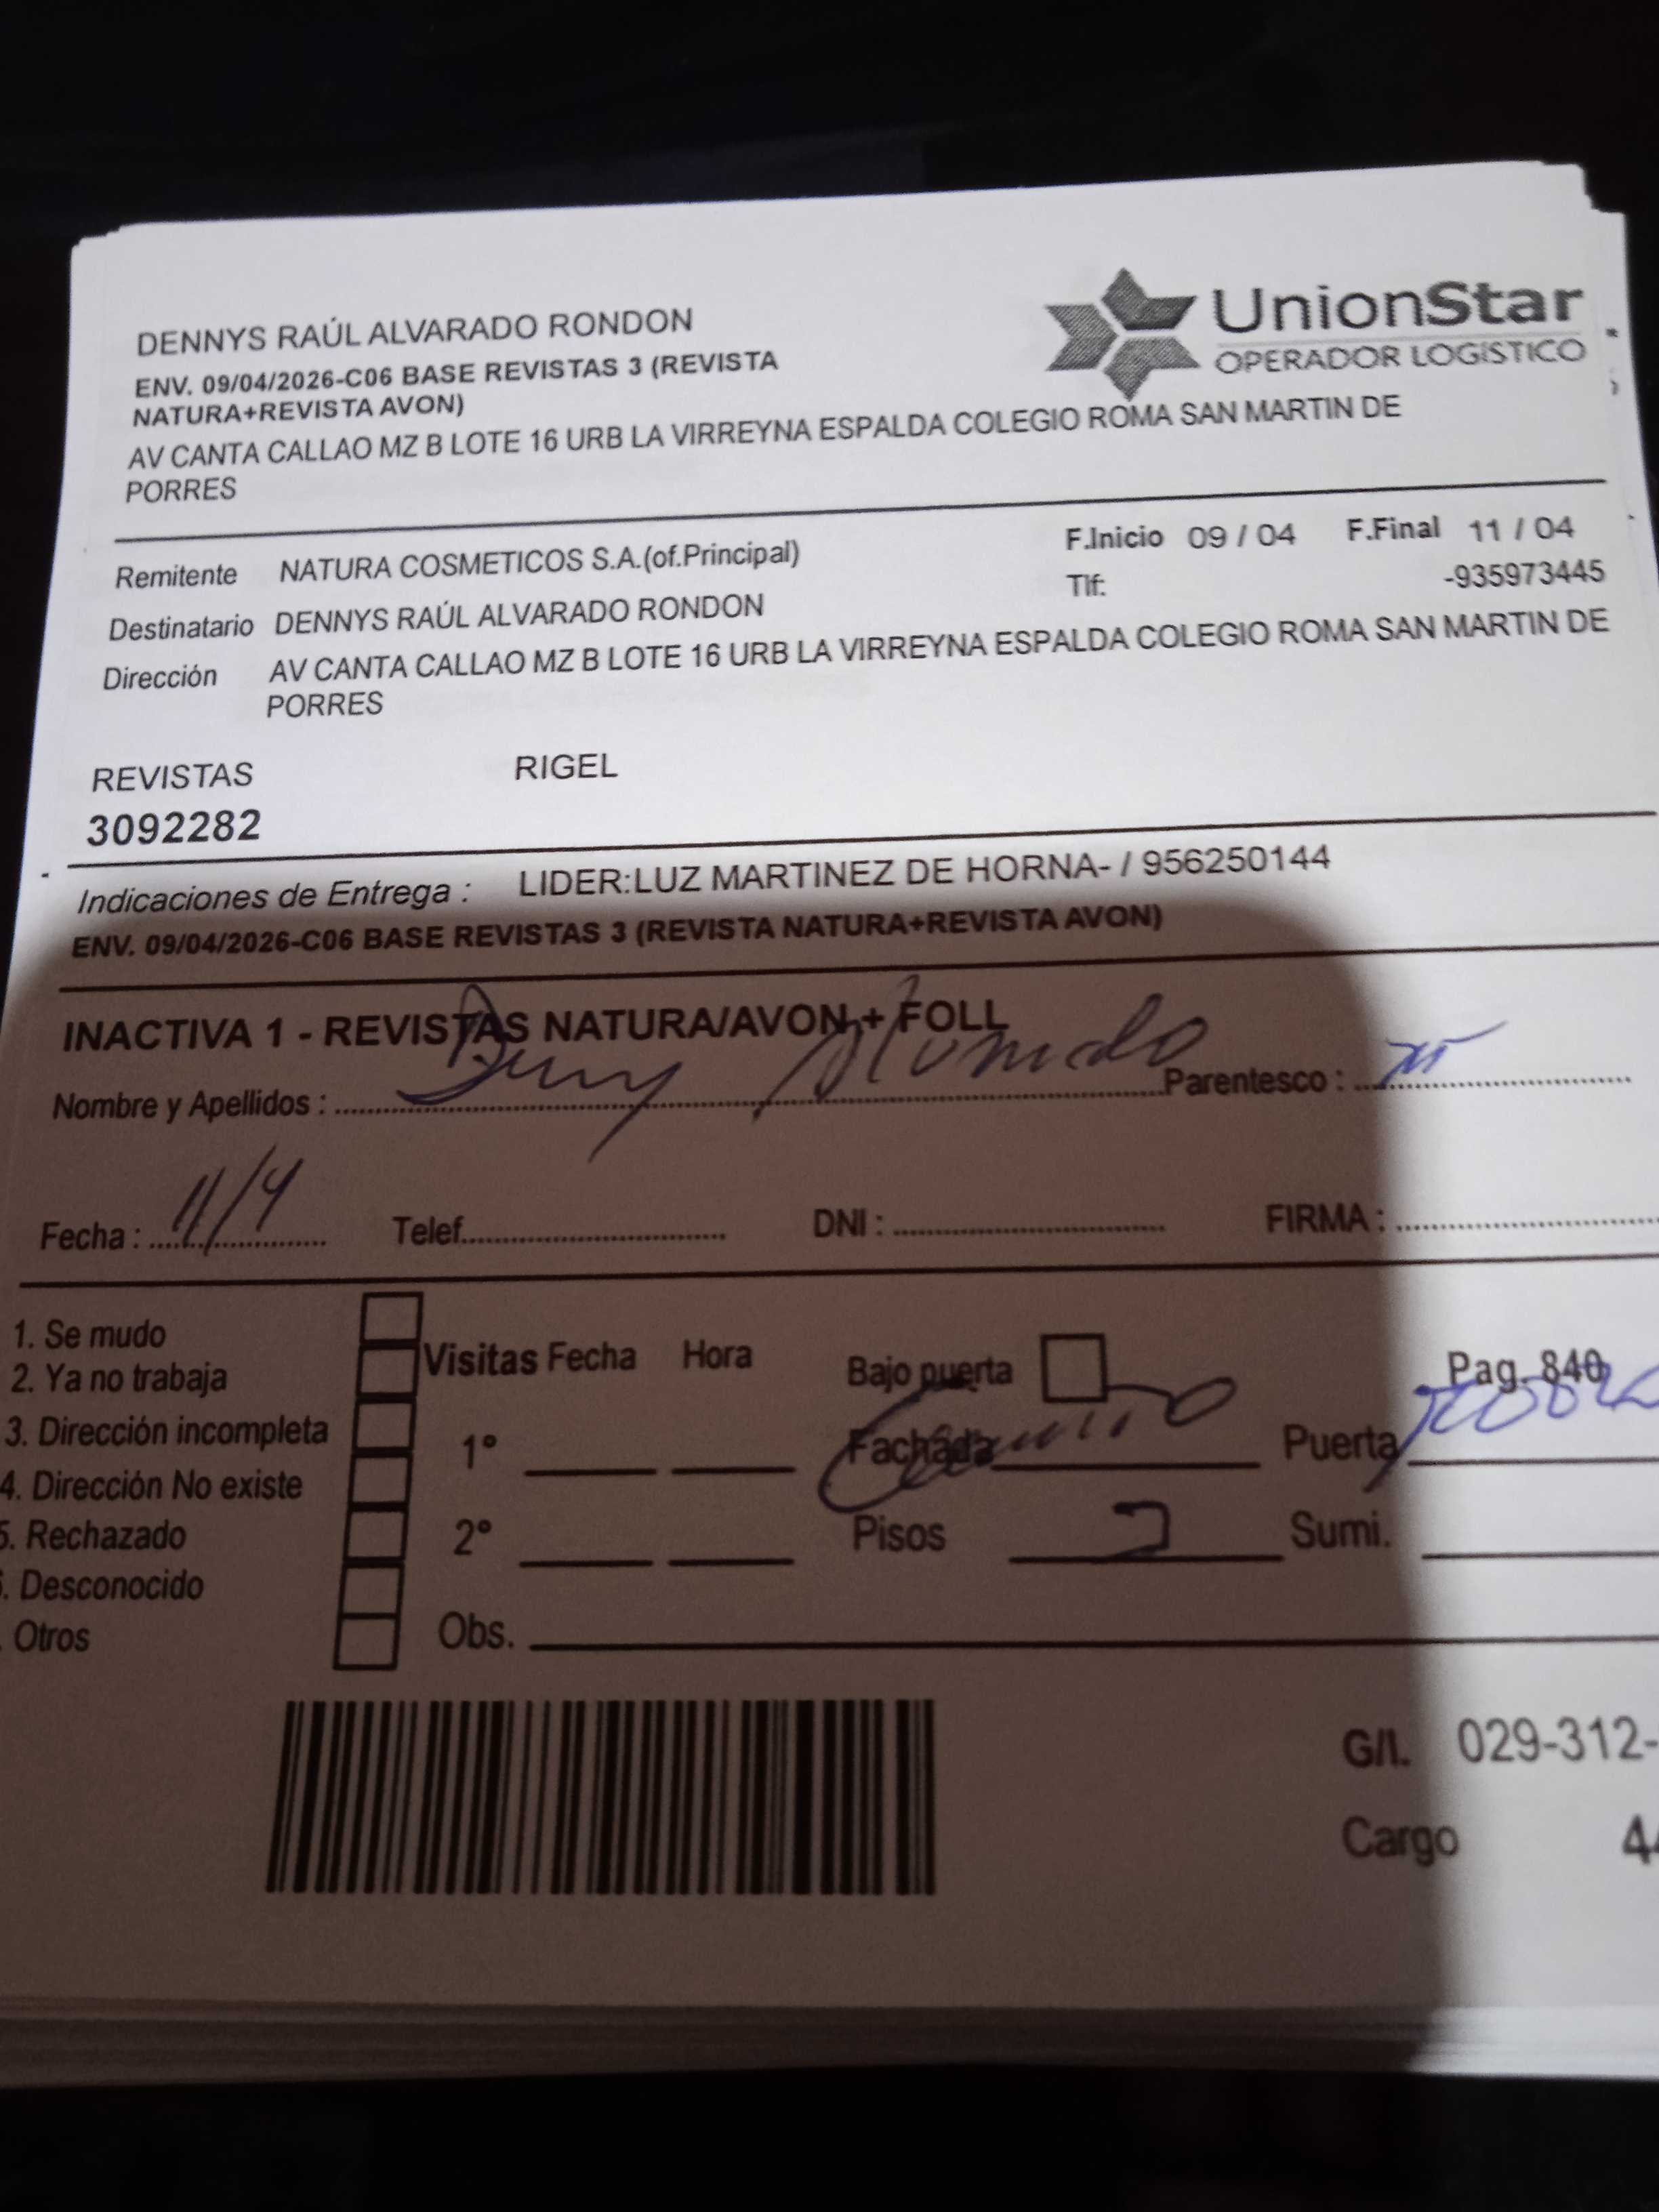 DENNYS RAÚL ALVARADO RONDON
ENV. 09/04/2026-C06 BASE REVISTAS 3 (REVISTA
NATURA+REVISTA AVON)
UnionStar
OPERADOR LOGÍSTICO
AV CANTA CALLAO MZ B LOTE 16 URB LA VIRREYNA ESPALDA COLEGIO ROMA SAN MARTIN DE
PORRES
Remitente NATURA COSMETICOS S.A.(of.Principal) F.Inicio 09 / 04 F.Final 11 / 04
Tlf: -935973445
Destinatario DENNYS RAÚL ALVARADO RONDON
Dirección AV CANTA CALLAO MZ B LOTE 16 URB LA VIRREYNA ESPALDA COLEGIO ROMA SAN MARTIN DE
PORRES
REVISTAS RIGEL
3092282
Indicaciones de Entrega : LIDER:LUZ MARTINEZ DE HORNA- / 956250144
ENV. 09/04/2026-C06 BASE REVISTAS 3 (REVISTA NATURA+REVISTA AVON)
INACTIVA 1 - REVISTAS NATURA/AVON + FOLL
Nombre y Apellidos : Parentesco :
Fecha : 11/4 Telef. DNI : FIRMA :
1. Se mudo
2. Ya no trabaja
3. Dirección incompleta
4. Dirección No existe
5. Rechazado
. Desconocido
. Otros
Visitas Fecha Hora
1°
2°
Obs.
Bajo puerta Pag. 840
Fachada Puerta
Pisos 2 Sumi.
G/I. 029-312-
Cargo 44